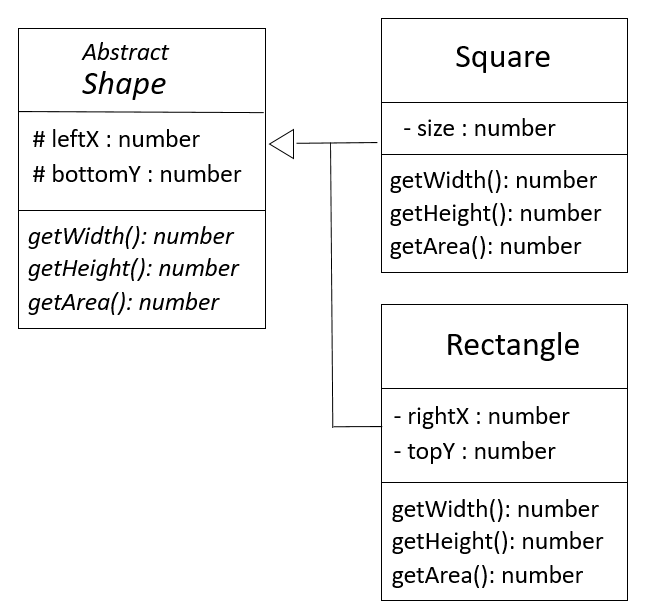 Abstract
Shape
# leftX : number
# bottomY : number
getWidth(): number
getHeight(): number
getArea(): number
Square
- size : number
getWidth(): number
getHeight(): number
getArea(): number
Rectangle
- rightX : number
- topY : number
getWidth(): number
getHeight(): number
getArea(): number